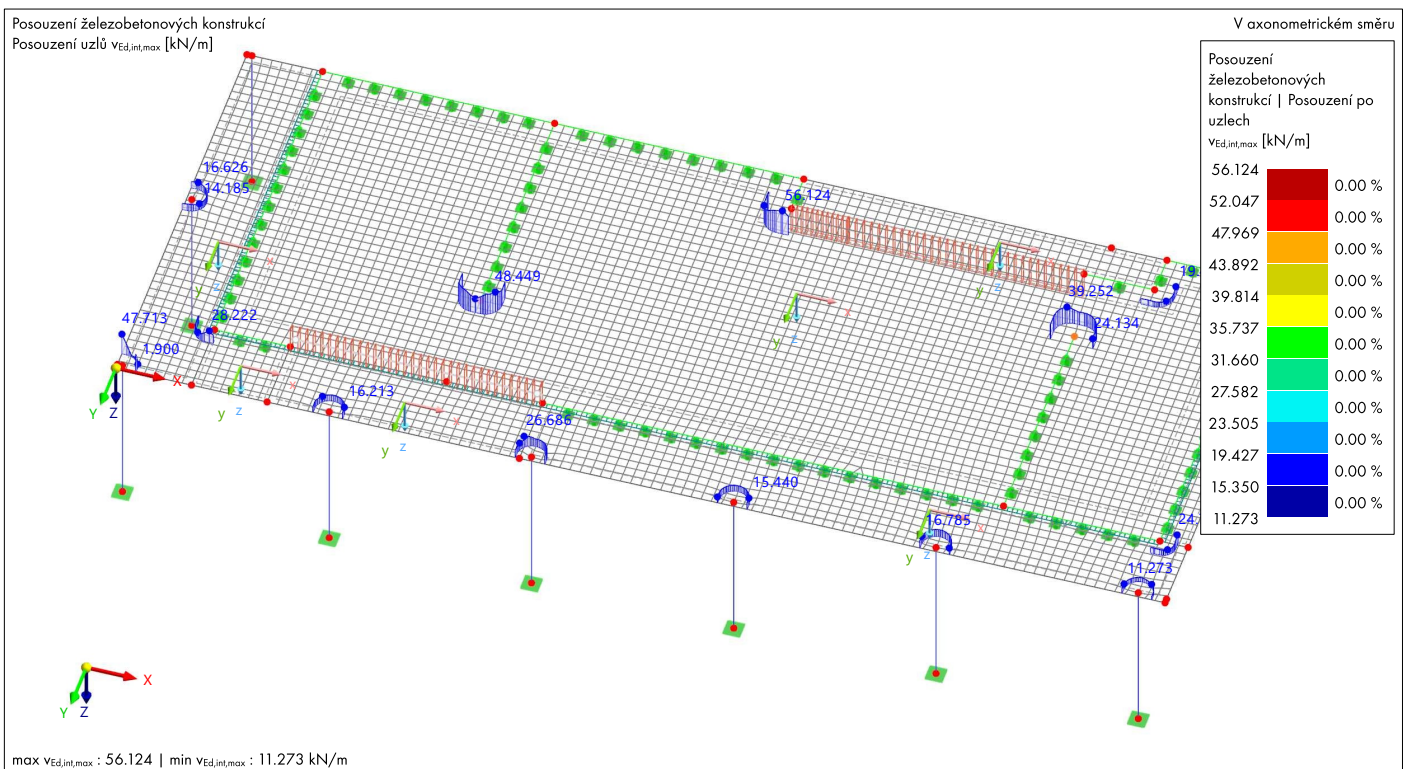 Posouzení železobetonových konstrukcí
Posouzení uzlů vEd,int,max [kN/m]
V axonometrickém směru
Posouzení
železobetonových
konstrukcí | Posouzení po
uzlech
vEd,int,max [kN/m]
56.124
0.00 %
52.047
0.00 %
47.969
0.00 %
43.892
0.00 %
39.814
0.00 %
35.737
0.00 %
31.660
0.00 %
27.582
0.00 %
23.505
0.00 %
19.427
0.00 %
15.350
0.00 %
11.273
16.626
14.185
56.124
48.449
39.252
24.134
28.222
47.713
1.900
16.213
26.686
15.440
16.785
11.273
24
x
y
z
x
y
z
x
y
z
x
y
z
x
y
z
x
y
z
X
Y
Z
X
Y
Z
max vEd,int,max : 56.124 | min vEd,int,max : 11.273 kN/m